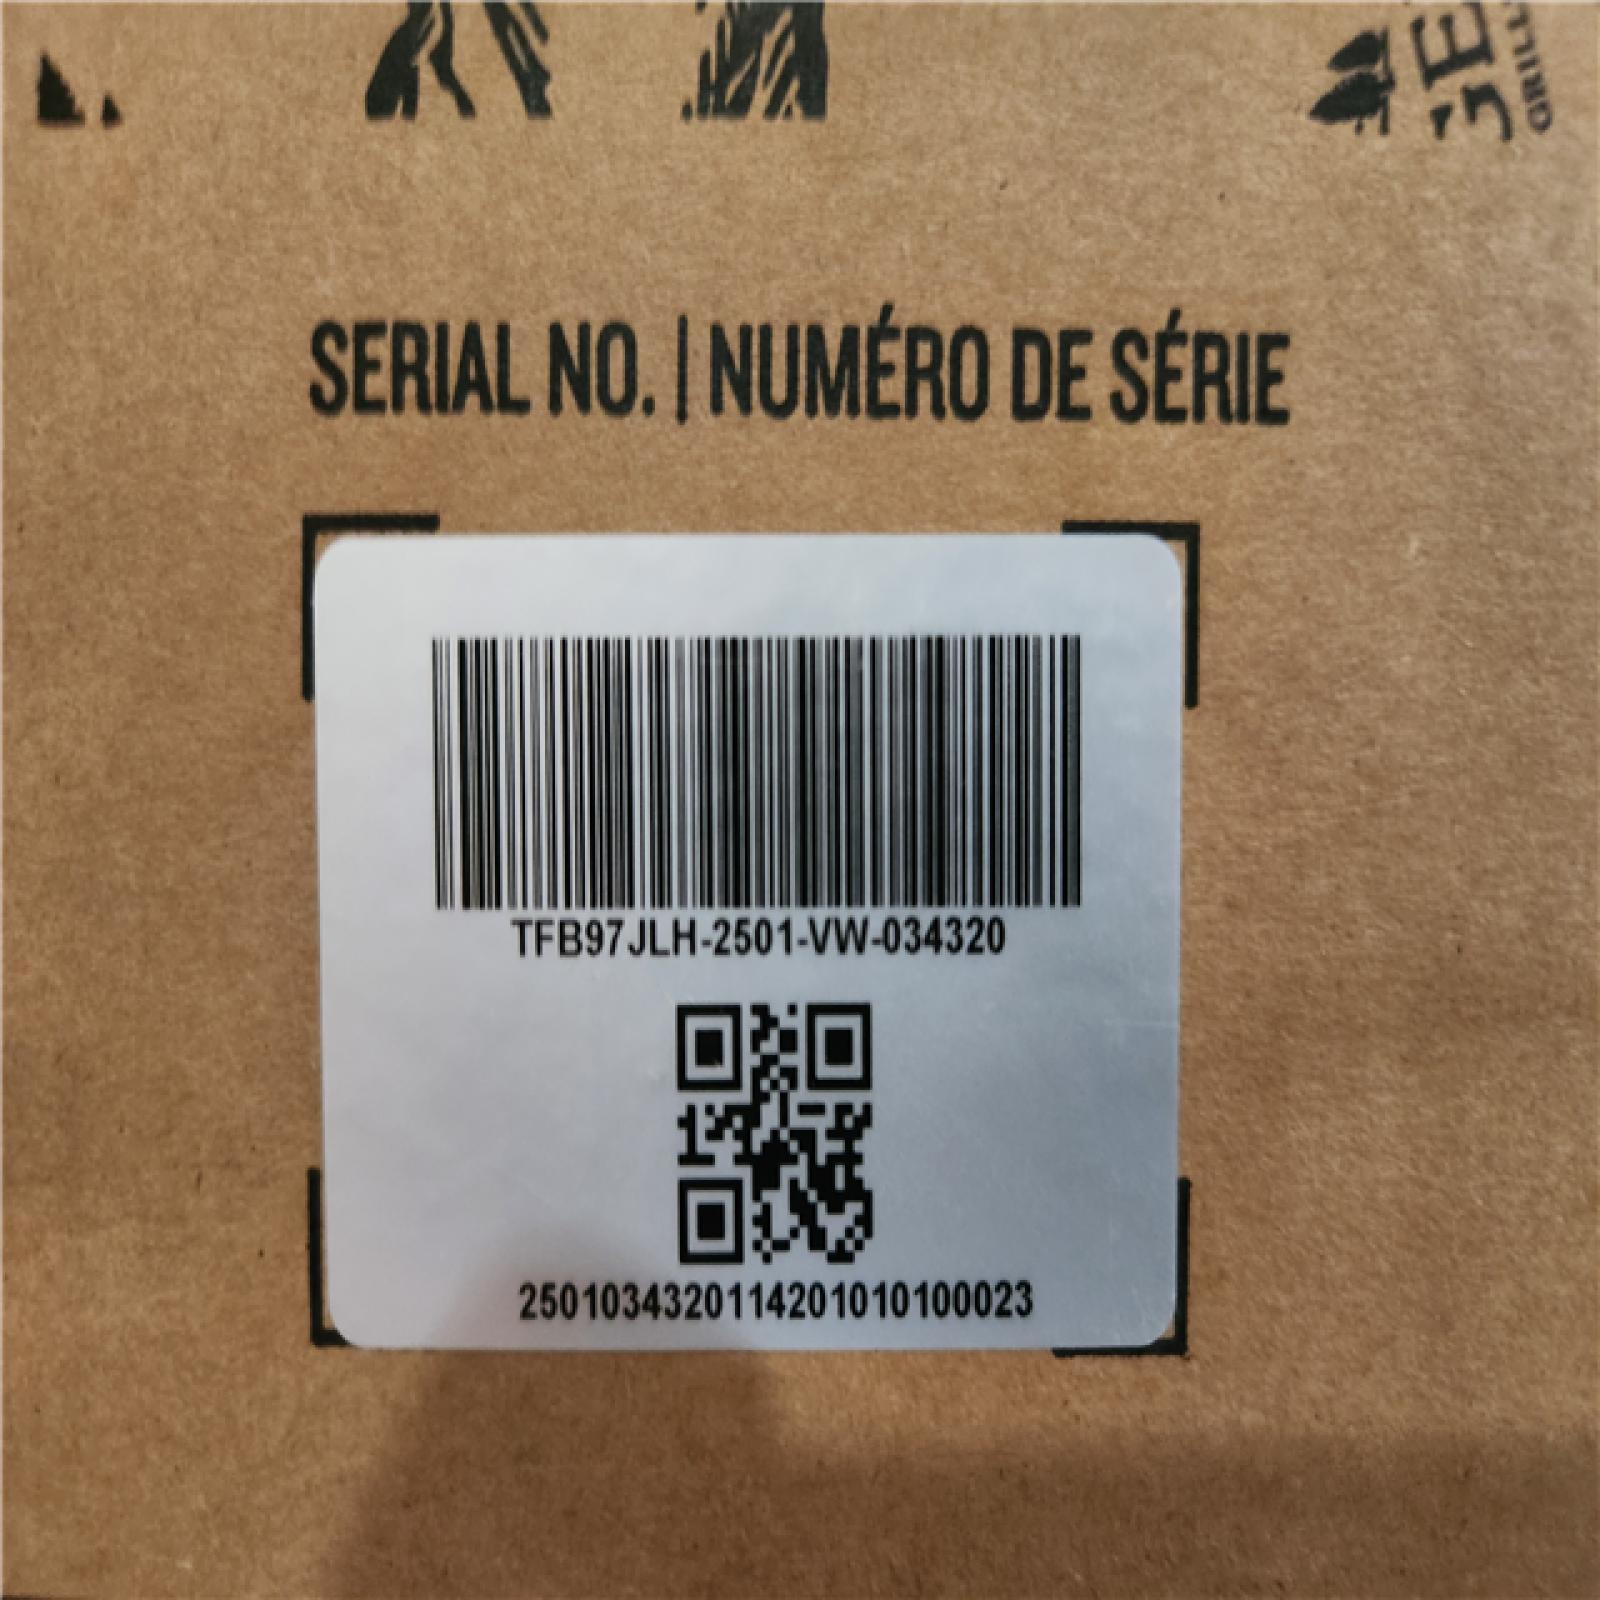 SERIAL NO. | NUMÉRO DE SÉRIE
TFB97JLH-2501-VW-034320
2501034320114201010100023